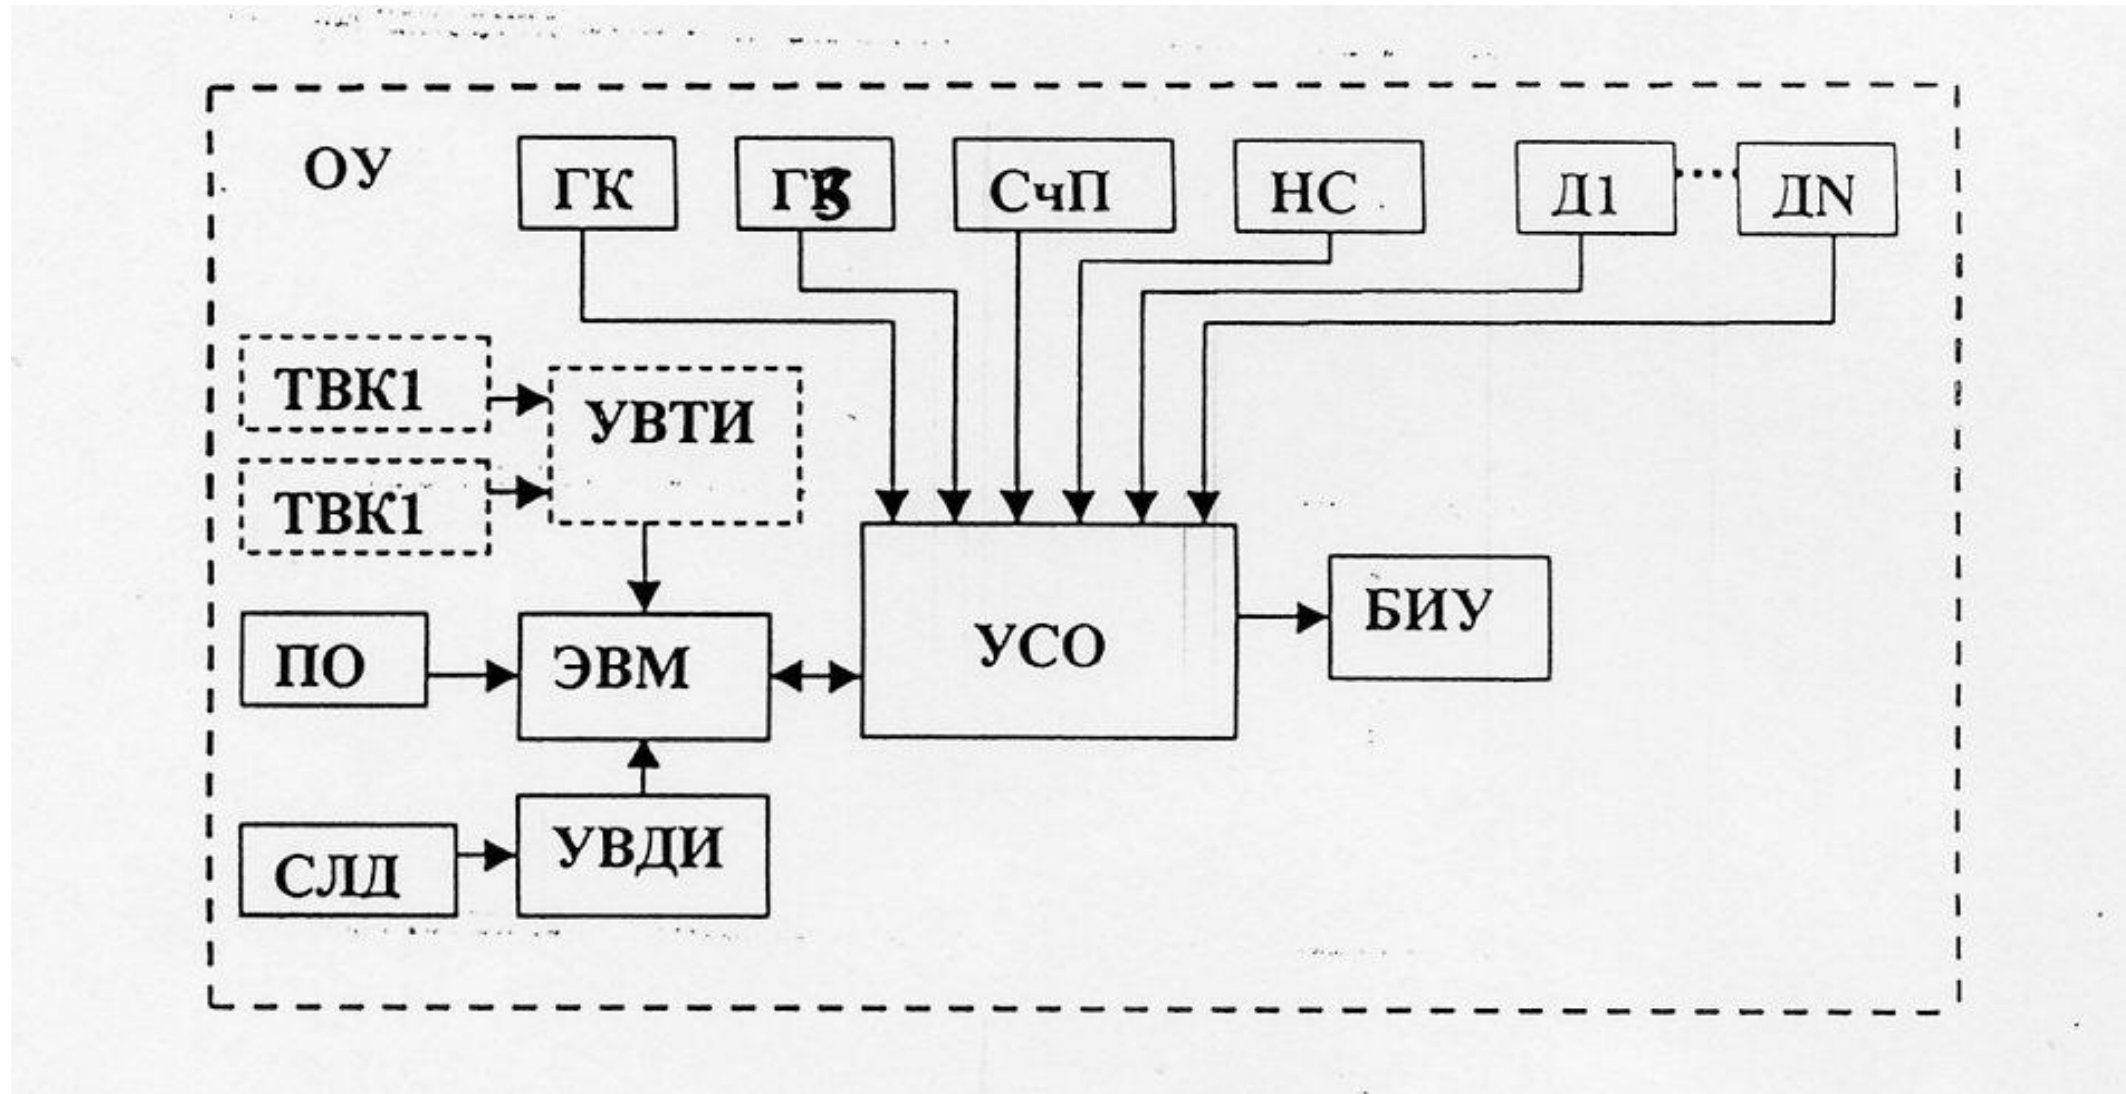 ОУ
ГК
СчП
НС
Д1
ДN
ТВК1
УВТИ
ТВК1
БИУ
ПО
ЭВМ
УСО
СЛД
УВДИ